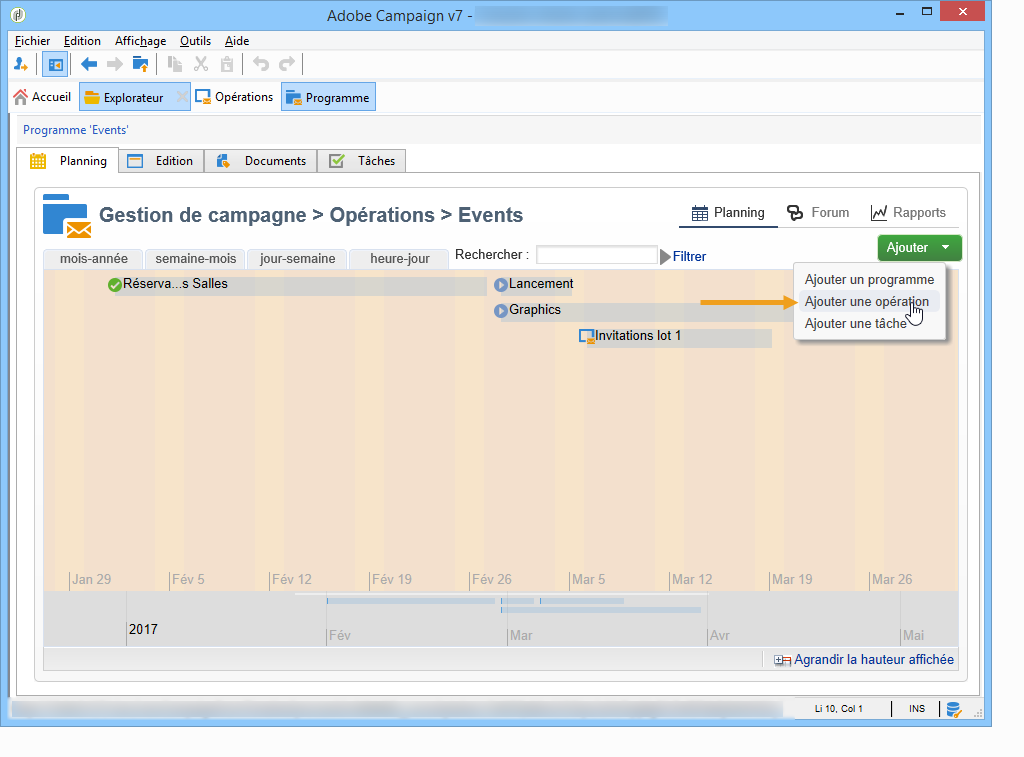 Adobe Campaign v7 -
Fichier Edition Affichage Outils Aide
Accueil Explorateur Opérations Programme
Programme 'Events'
Planning Edition Documents Tâches
Gestion de campagne > Opérations > Events
Planning Forum Rapports
mois-année semaine-mois jour-semaine heure-jour Rechercher : Filtrer Ajouter
Ajouter un programme
Ajouter une opération
Ajouter une tâche
Réserva...s Salles Lancement
Graphics
Invitations lot 1
Jan 29 Fév 5 Fév 12 Fév 19 Fév 26 Mar 5 Mar 12 Mar 19 Mar 26
2017
Fév Mar Avr Mai
Agrandir la hauteur affichée
Li 10, Col 1 INS